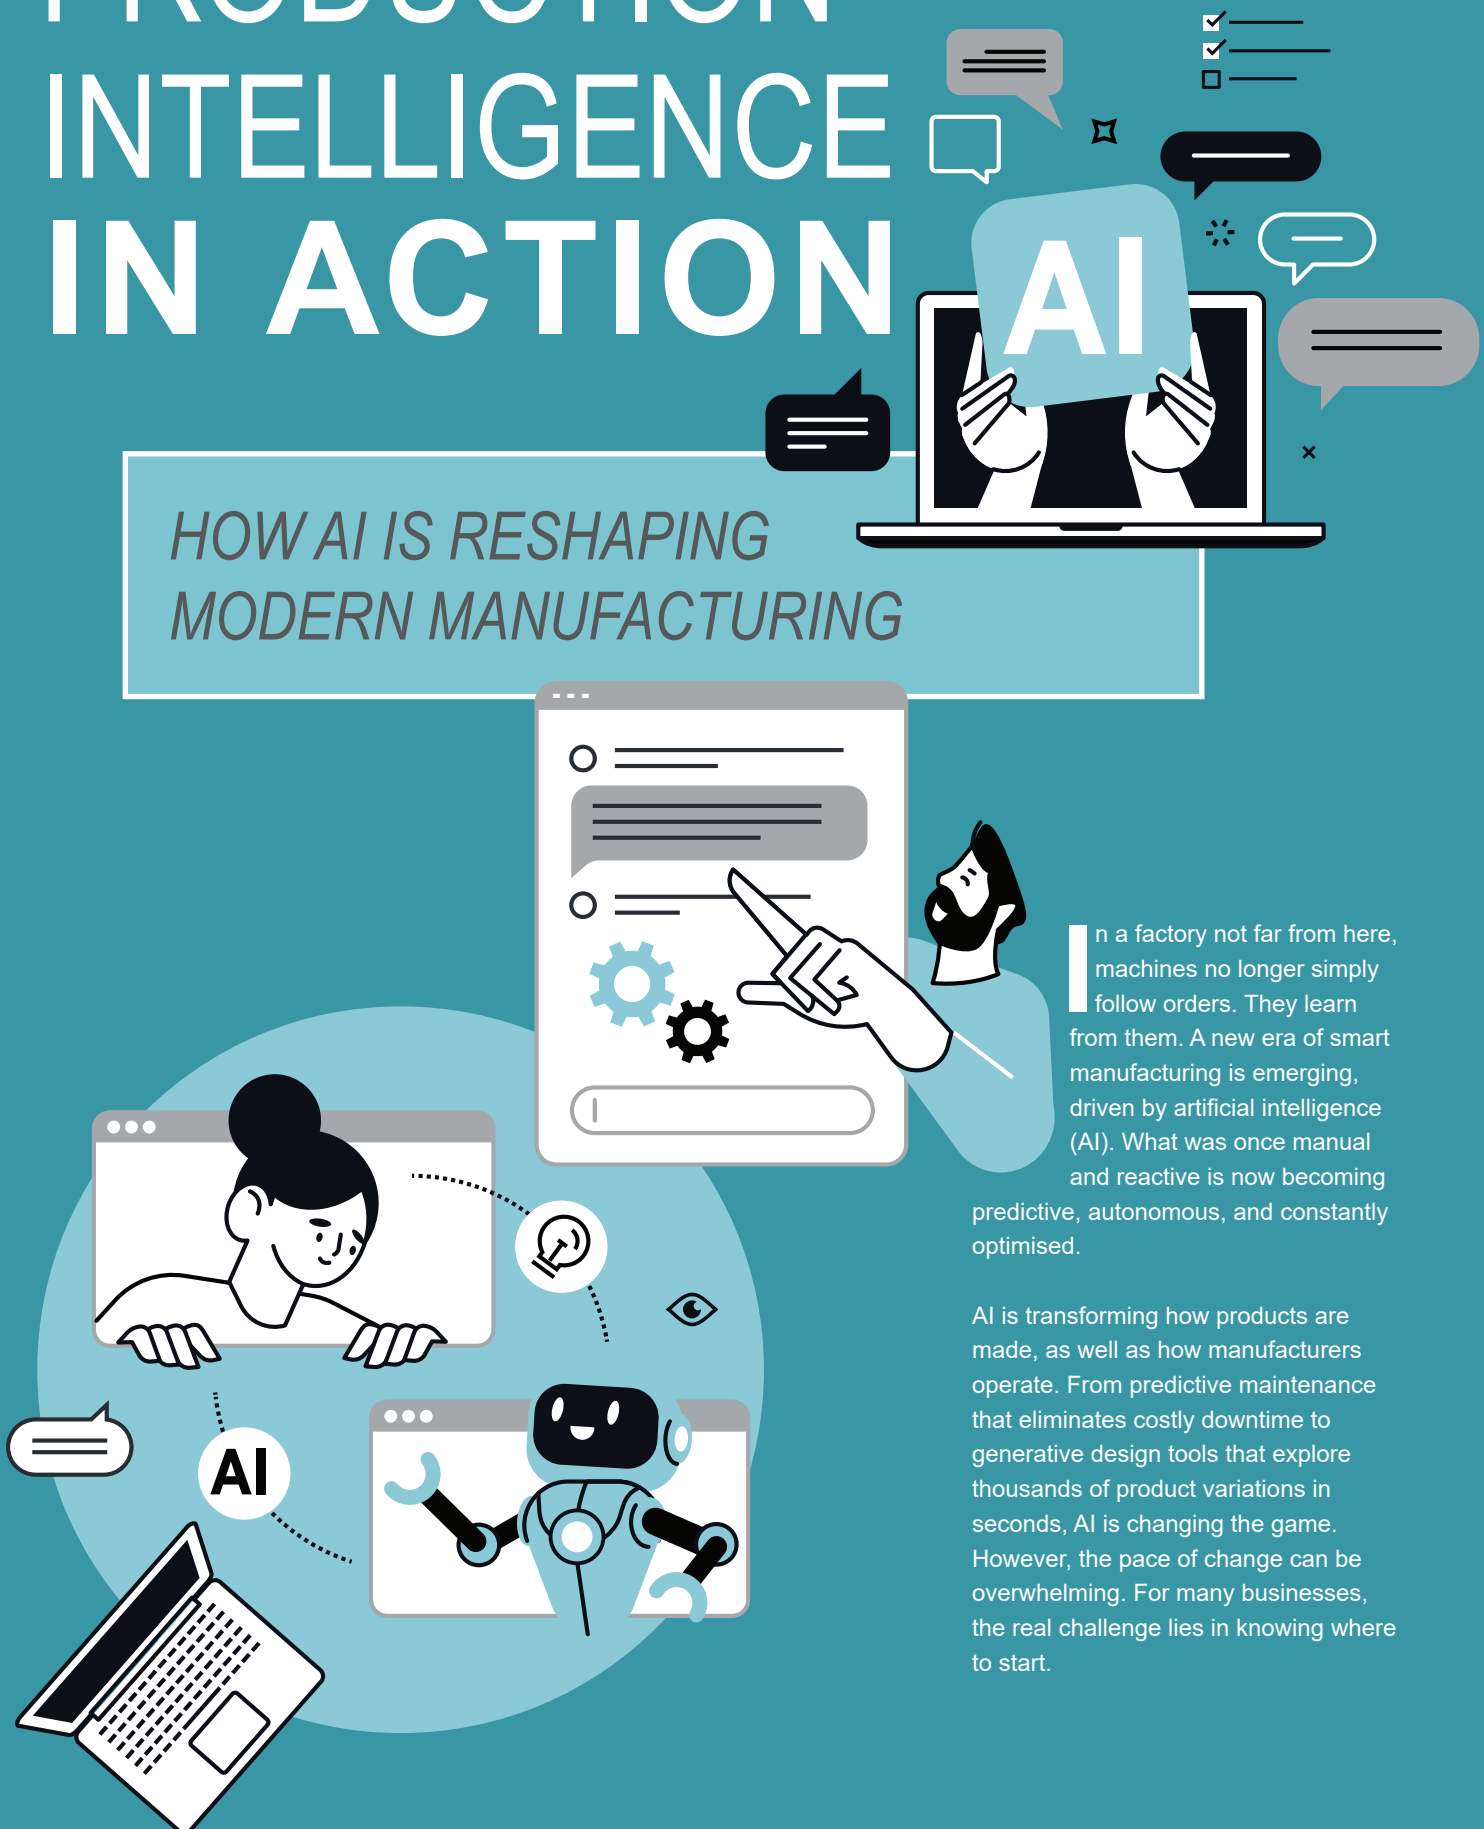 PRODUCTION
INTELLIGENCE
IN ACTION
AI
HOW AI IS RESHAPING
MODERN MANUFACTURING
In a factory not far from here,
machines no longer simply
follow orders. They learn
from them. A new era of smart
manufacturing is emerging,
driven by artificial intelligence
(AI). What was once manual
and reactive is now becoming
predictive, autonomous, and constantly
optimised.
AI is transforming how products are
made, as well as how manufacturers
operate. From predictive maintenance
that eliminates costly downtime to
generative design tools that explore
thousands of product variations in
seconds, AI is changing the game.
However, the pace of change can be
overwhelming. For many businesses,
the real challenge lies in knowing where
to start.
AI